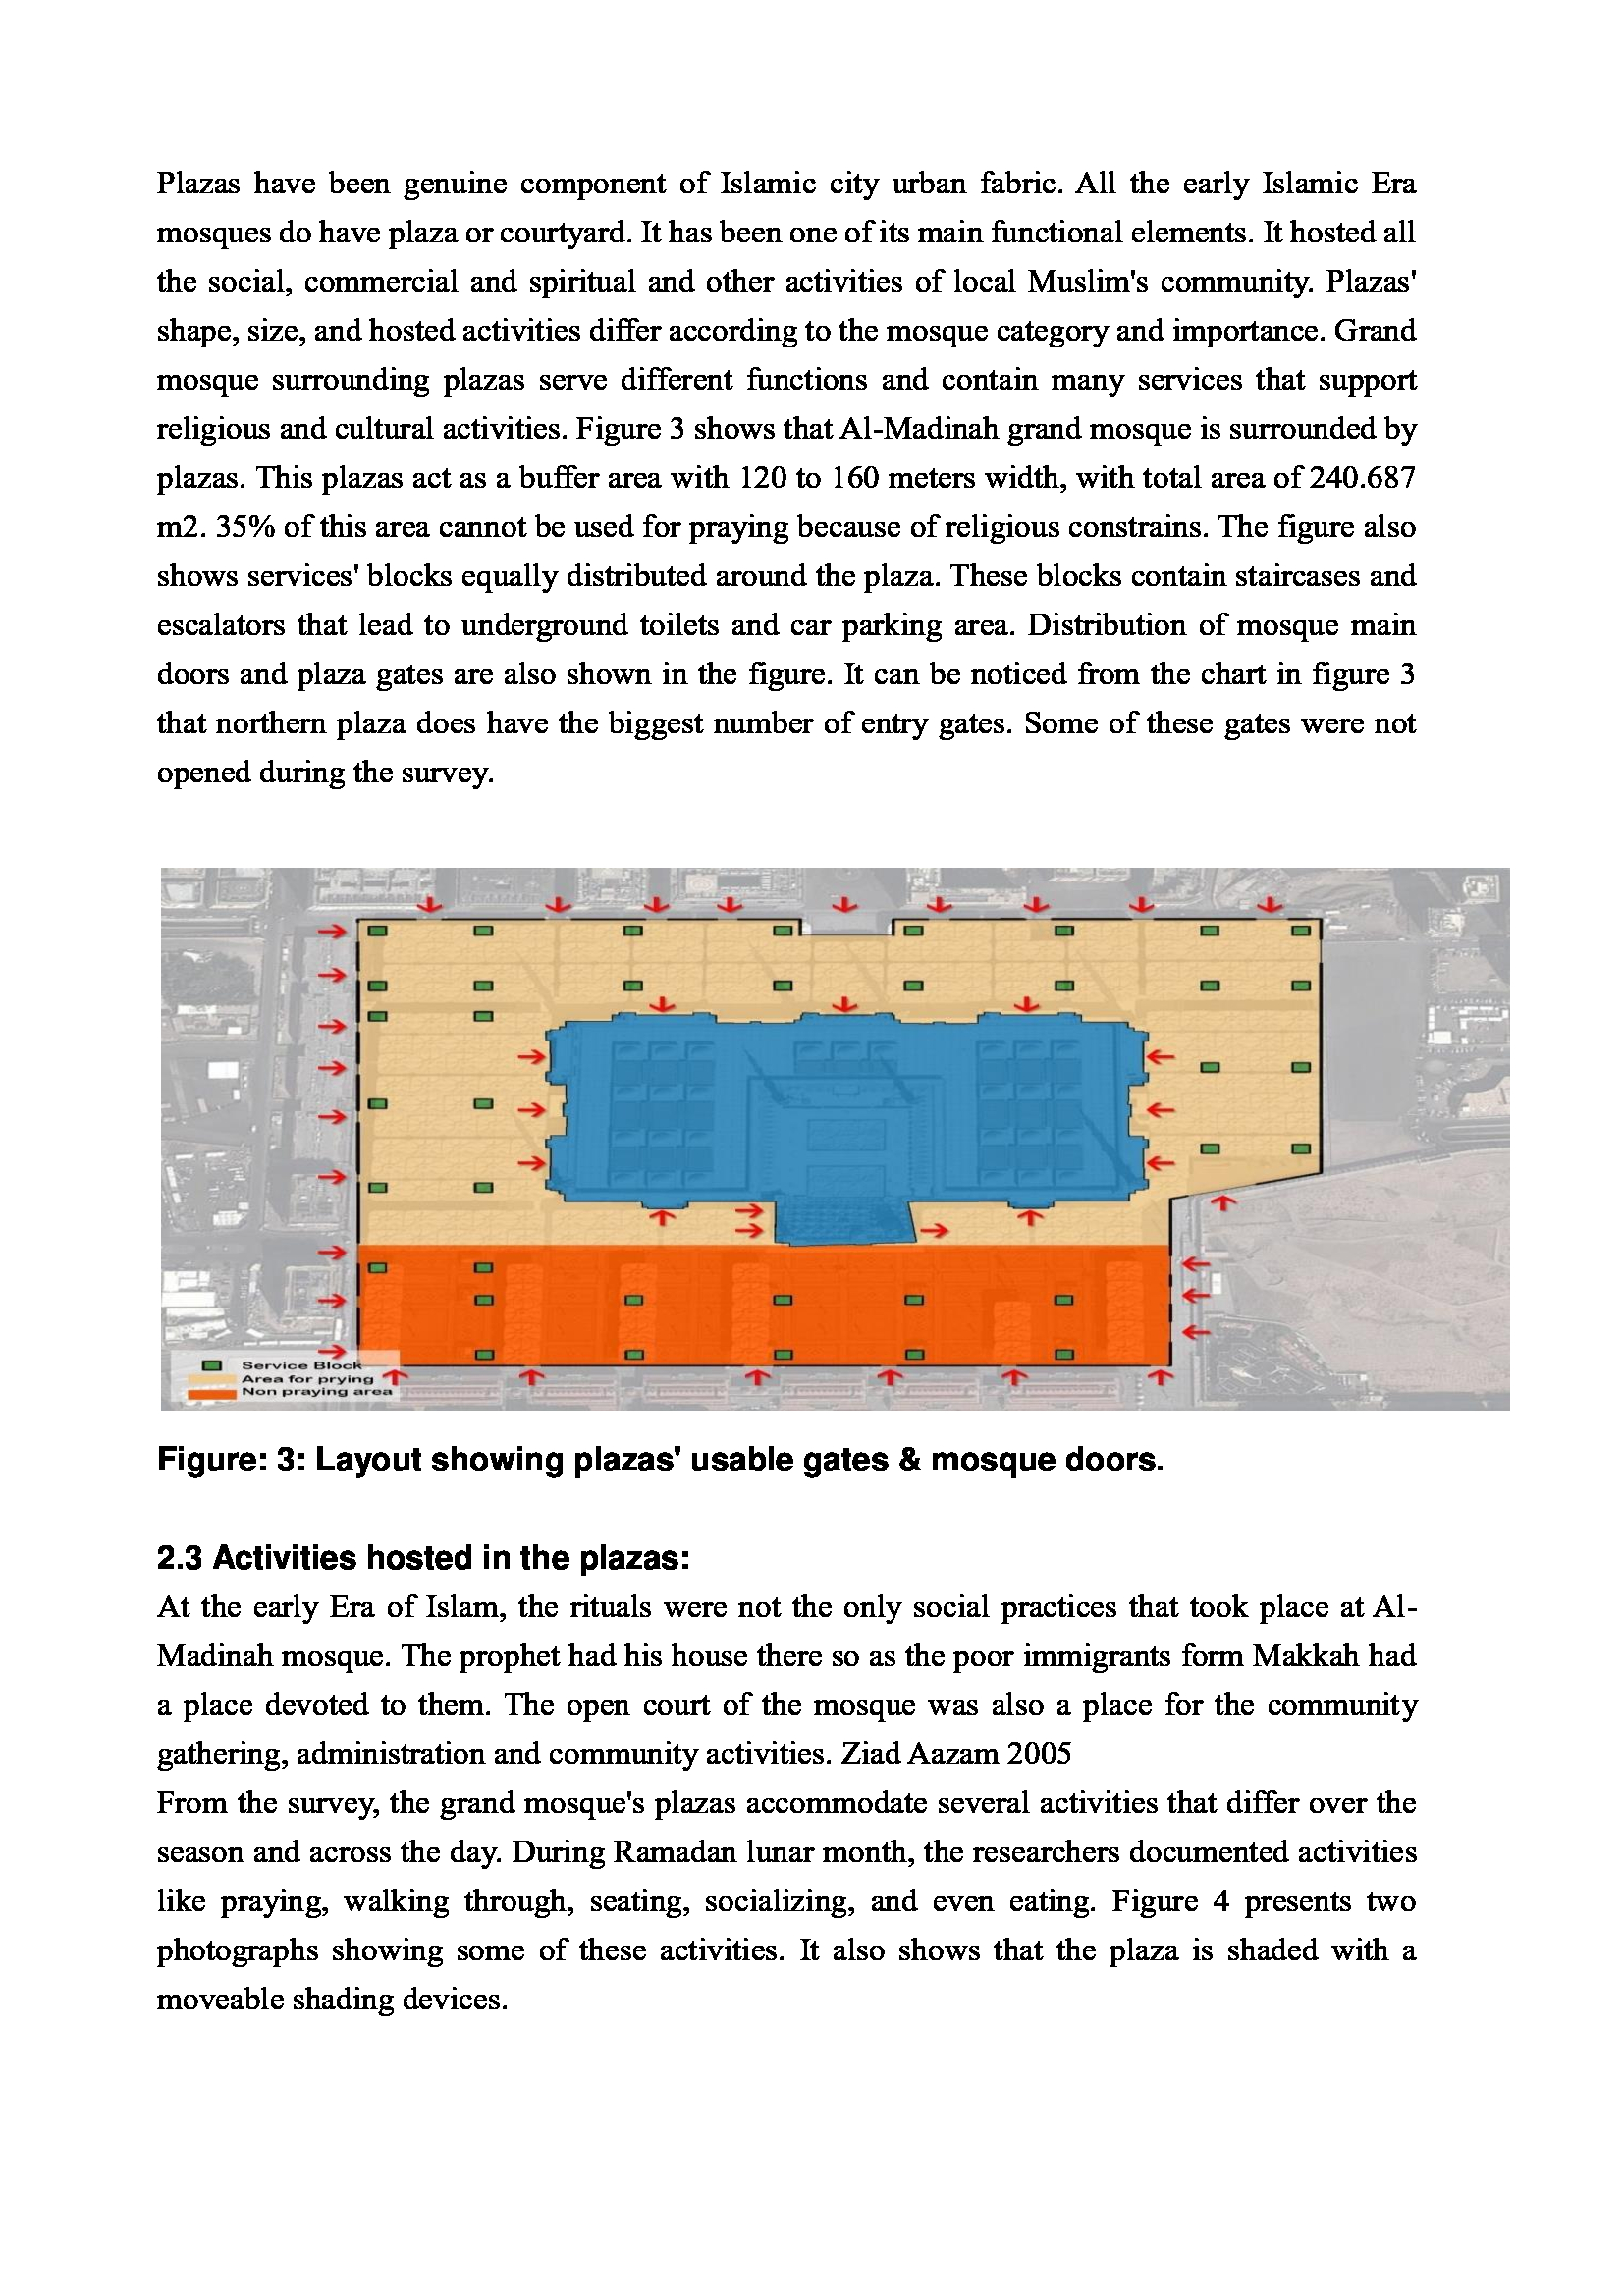 Plazas have been genuine component of Islamic city urban fabric. All the early Islamic Era
mosques do have plaza or courtyard. It has been one of its main functional elements. It hosted all
the social, commercial and spiritual and other activities of local Muslim's community. Plazas'
shape, size, and hosted activities differ according to the mosque category and importance. Grand
mosque surrounding plazas serve different functions and contain many services that support
religious and cultural activities. Figure 3 shows that Al-Madinah grand mosque is surrounded by
plazas. This plazas act as a buffer area with 120 to 160 meters width, with total area of 240.687
m2. 35% of this area cannot be used for praying because of religious constrains. The figure also
shows services' blocks equally distributed around the plaza. These blocks contain staircases and
escalators that lead to underground toilets and car parking area. Distribution of mosque main
doors and plaza gates are also shown in the figure. It can be noticed from the chart in figure 3
that northern plaza does have the biggest number of entry gates. Some of these gates were not
opened during the survey.
Service Block
Area for prying
Non praying area
Figure: 3: Layout showing plazas' usable gates & mosque doors.
2.3 Activities hosted in the plazas:
At the early Era of Islam, the rituals were not the only social practices that took place at Al-
Madinah mosque. The prophet had his house there so as the poor immigrants form Makkah had
a place devoted to them. The open court of the mosque was also a place for the community
gathering, administration and community activities. Ziad Aazam 2005
From the survey, the grand mosque's plazas accommodate several activities that differ over the
season and across the day. During Ramadan lunar month, the researchers documented activities
like praying, walking through, seating, socializing, and even eating. Figure 4 presents two
photographs showing some of these activities. It also shows that the plaza is shaded with a
moveable shading devices.